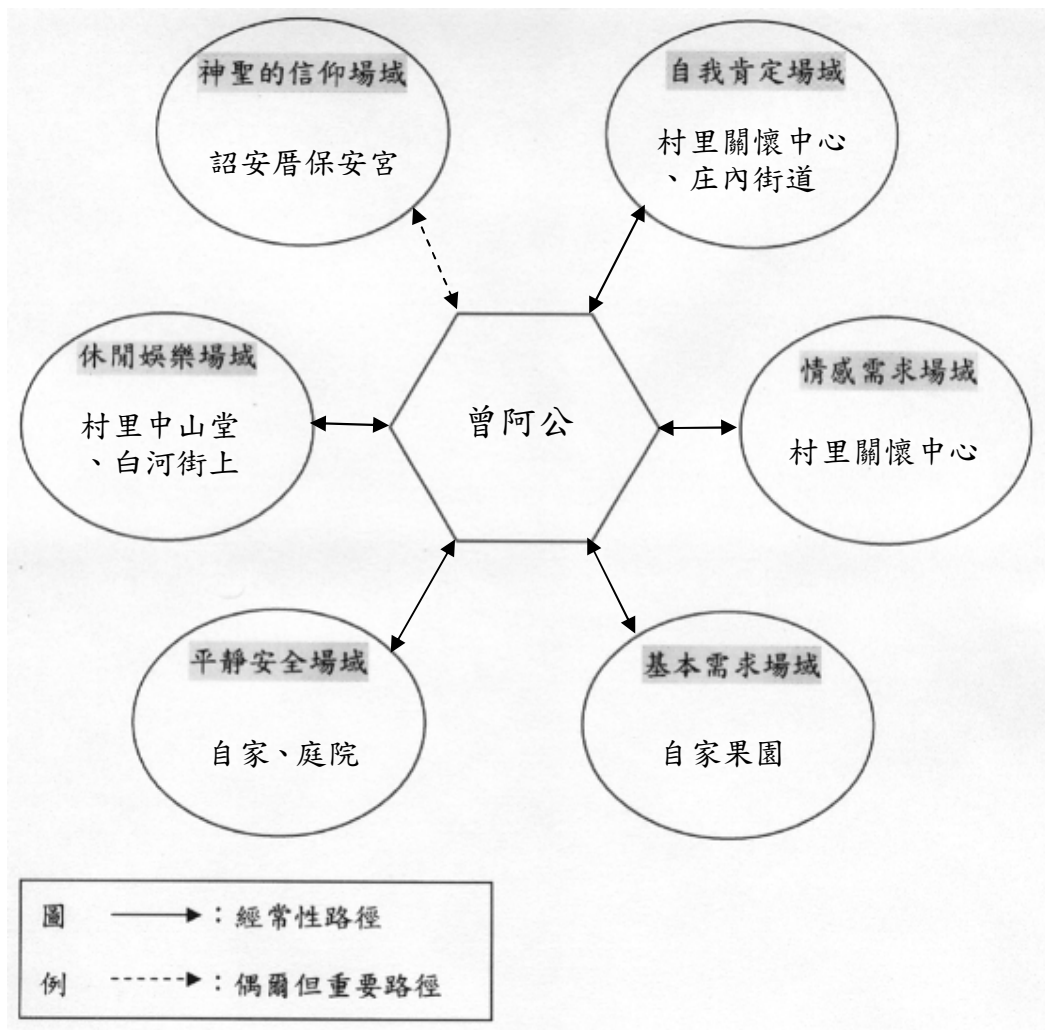 神聖的信仰場域
詔安厝保安宮
自我肯定場域
村里關懷中心
、庄內街道
休閒娛樂場域
村里中山堂
、白河街上
曾阿公
情感需求場域
村里關懷中心
平靜安全場域
自家、庭院
基本需求場域
自家果園
圖 :經常性路徑
例 :偶爾但重要路徑